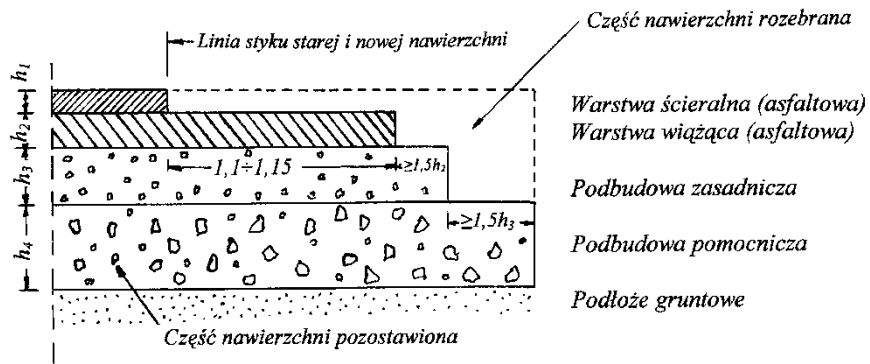 Część nawierzchni rozebrana
Linia styku starej i nowej nawierzchni
h₁
h₂
h₃
h₄
Warstwa ścieralna (asfaltowa)
Warstwa wiążąca (asfaltowa)
1,1÷1,15
≥1,5h₂
Podbudowa zasadnicza
≥1,5h₃
Podbudowa pomocnicza
Podłoże gruntowe
Część nawierzchni pozostawiona